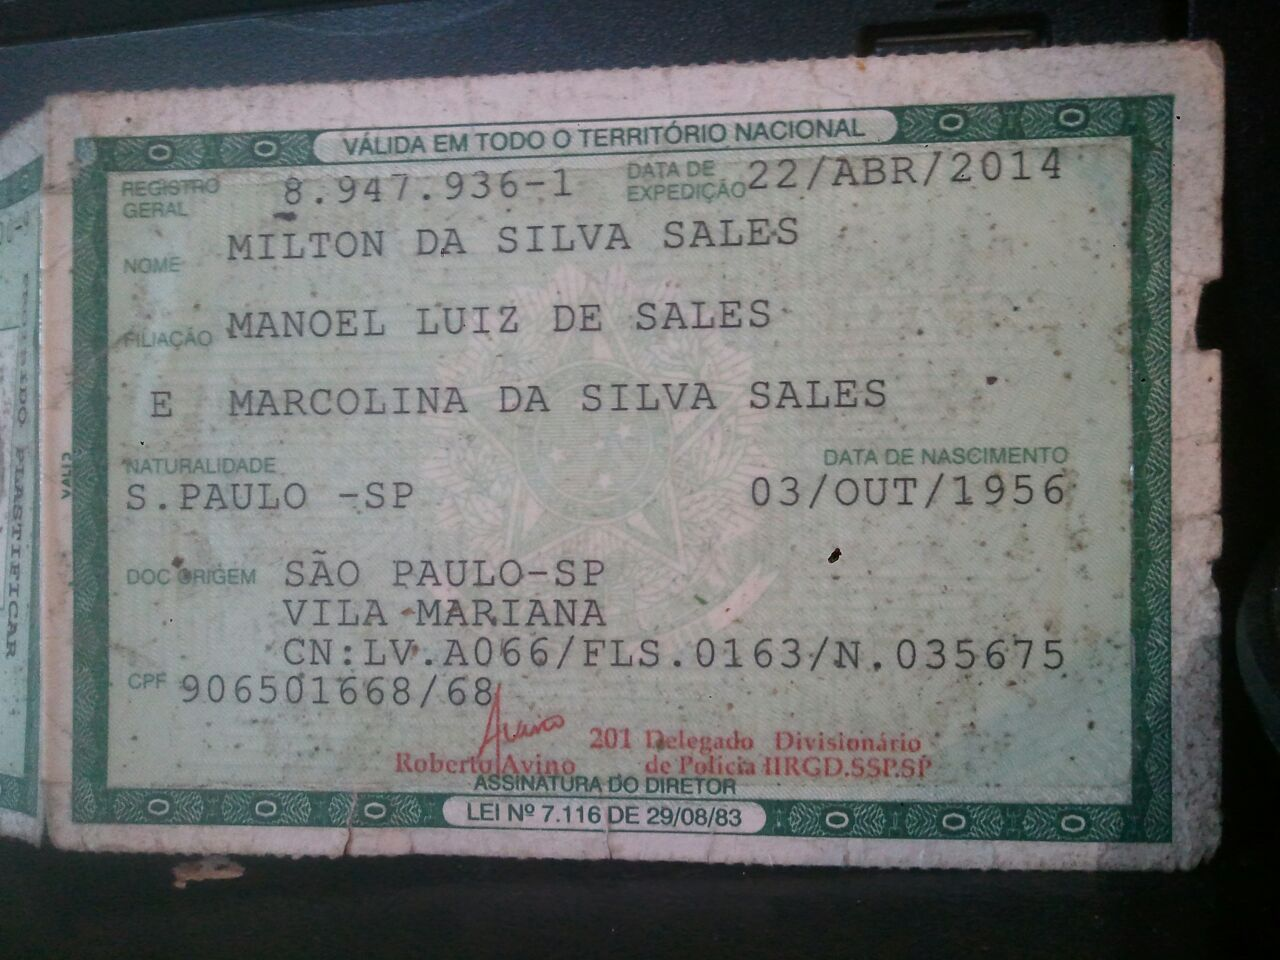 VÁLIDA EM TODO O TERRITÓRIO NACIONAL
REGISTRO GERAL 8.947.936-1 DATA DE EXPEDIÇÃO 22/ABR/2014
NOME MILTON DA SILVA SALES
FILIAÇÃO MANOEL LUIZ DE SALES
E MARCOLINA DA SILVA SALES
NATURALIDADE DATA DE NASCIMENTO
S.PAULO -SP 03/OUT/1956
DOC ORIGEM SÃO PAULO-SP
VILA MARIANA
CN:LV.A066/FLS.0163/N.035675
CPF 906501668/68
201 Delegado Divisionário
Roberto Avino de Polícia IIRGD.SSP.SP
ASSINATURA DO DIRETOR
LEI Nº 7.116 DE 29/08/83
PLASTIFICAR